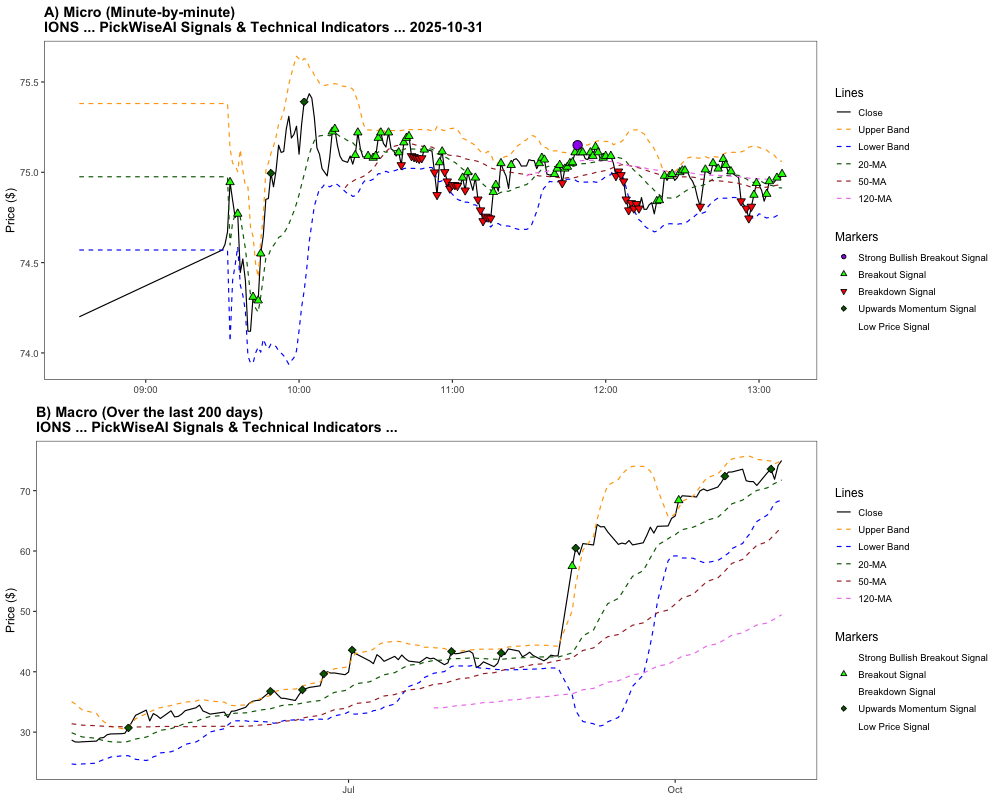 A) Micro (Minute-by-minute)
IONS ... PickWiseAI Signals & Technical Indicators ... 2025-10-31
Price ($)
75.5
75.0
74.5
74.0
09:00
10:00
11:00
12:00
13:00
Lines
Close
Upper Band
Lower Band
20-MA
50-MA
120-MA
Markers
Strong Bullish Breakout Signal
Breakout Signal
Breakdown Signal
Upwards Momentum Signal
Low Price Signal
B) Macro (Over the last 200 days)
IONS ... PickWiseAI Signals & Technical Indicators ...
Price ($)
70
60
50
40
30
Jul
Oct
Lines
Close
Upper Band
Lower Band
20-MA
50-MA
120-MA
Markers
Strong Bullish Breakout Signal
Breakout Signal
Breakdown Signal
Upwards Momentum Signal
Low Price Signal